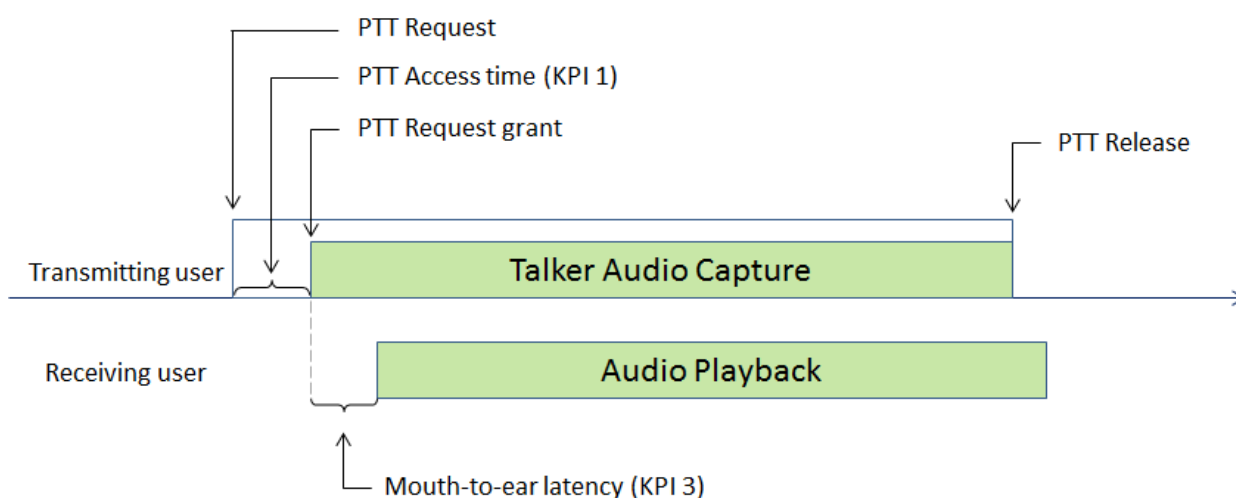 PTT Request
PTT Access time (KPI 1)
PTT Request grant
PTT Release
Transmitting user
Talker Audio Capture
Receiving user
Audio Playback
Mouth-to-ear latency (KPI 3)